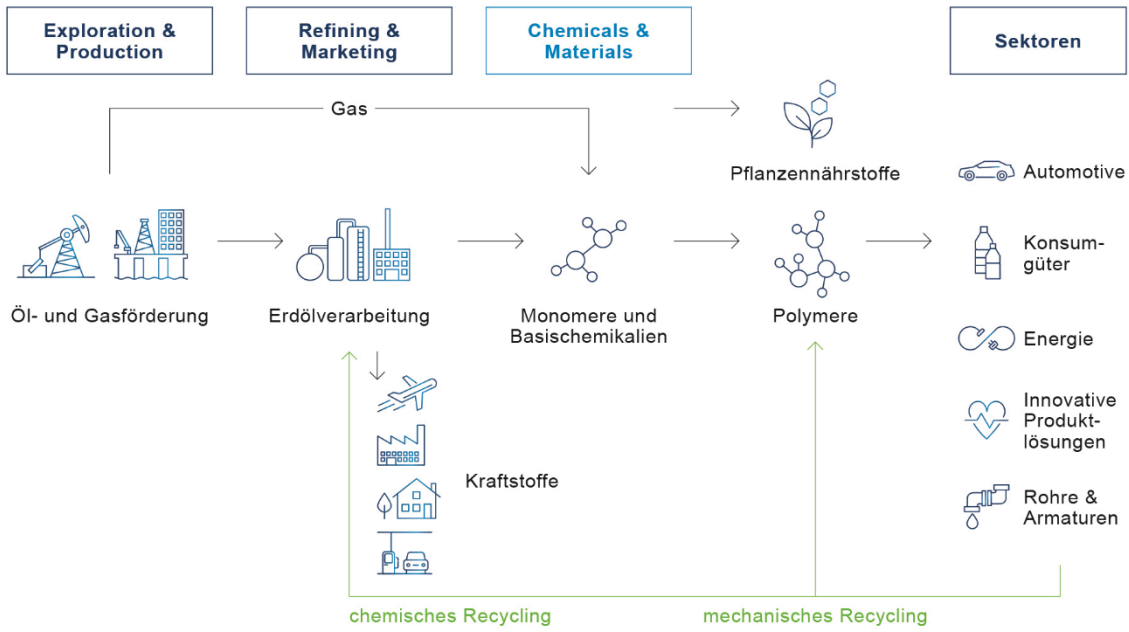 Exploration &
Production
Refining &
Marketing
Chemicals &
Materials
Sektoren
Gas
Pflanzennährstoffe
Automotive
Konsum-
güter
Öl- und Gasförderung
Erdölverarbeitung
Monomere und
Basischemikalien
Polymere
Energie
Innovative
Produkt-
lösungen
Kraftstoffe
Rohre &
Armaturen
chemisches Recycling
mechanisches Recycling